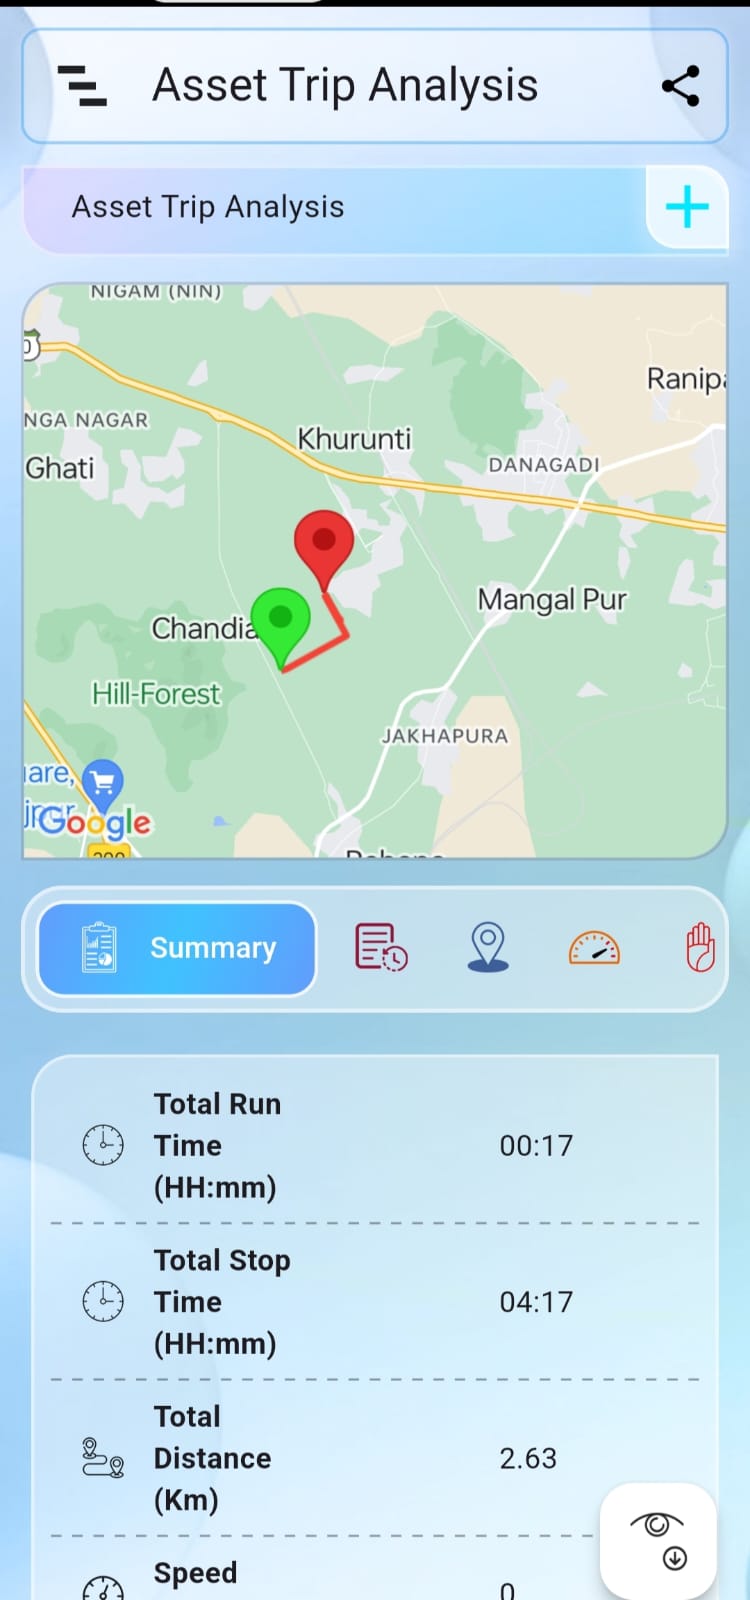 Asset Trip Analysis
Asset Trip Analysis
NIGAM (NIN)
Ranip
NGA NAGAR
Khurunti
Ghati
DANAGADI
Mangal Pur
Chandia
Hill-Forest
JAKHAPURA
are,
Google
Summary
Total Run
Time
(HH:mm)
00:17
Total Stop
Time
(HH:mm)
04:17
Total
Distance
(Km)
2.63
Speed
0